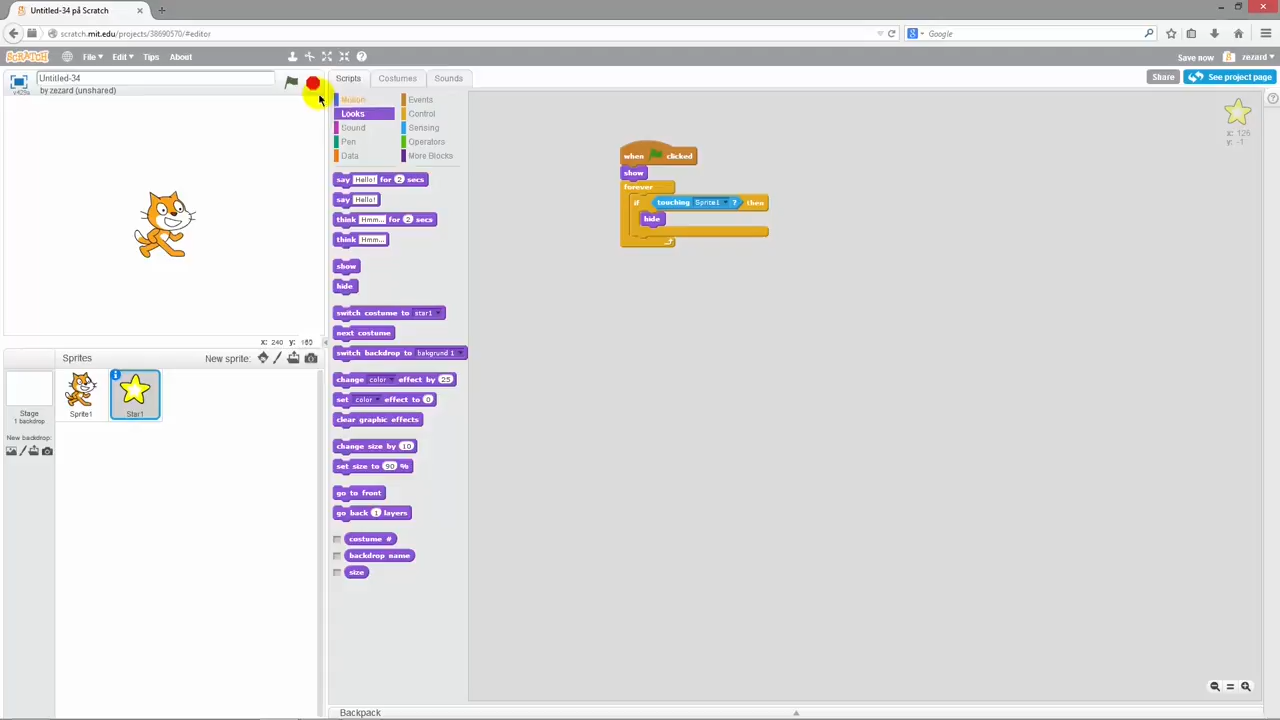 Untitled-34 på Scratch
scratch.mit.edu/projects/38690570/#editor
Google
SCRATCH
File Edit Tips About
Save now
zezard
Untitled-34
by zezard (unshared)
v429a
Scripts Costumes Sounds
Share
See project page
Motion Events
Looks Control
Sound Sensing
Pen Operators
Data More Blocks
x: 126
y: -1
when clicked
show
forever
if touching Sprite1 ? then
hide
say Hello! for 2 secs
say Hello!
think Hmm... for 2 secs
think Hmm...
show
hide
switch costume to star1
next costume
switch backdrop to bakgrund 1
change color effect by 25
set color effect to 0
clear graphic effects
change size by 10
set size to 90 %
go to front
go back 1 layers
costume #
backdrop name
size
x: 240 y: 165
Sprites
New sprite:
Stage
1 backdrop
New backdrop:
Sprite1
Star1
Backpack